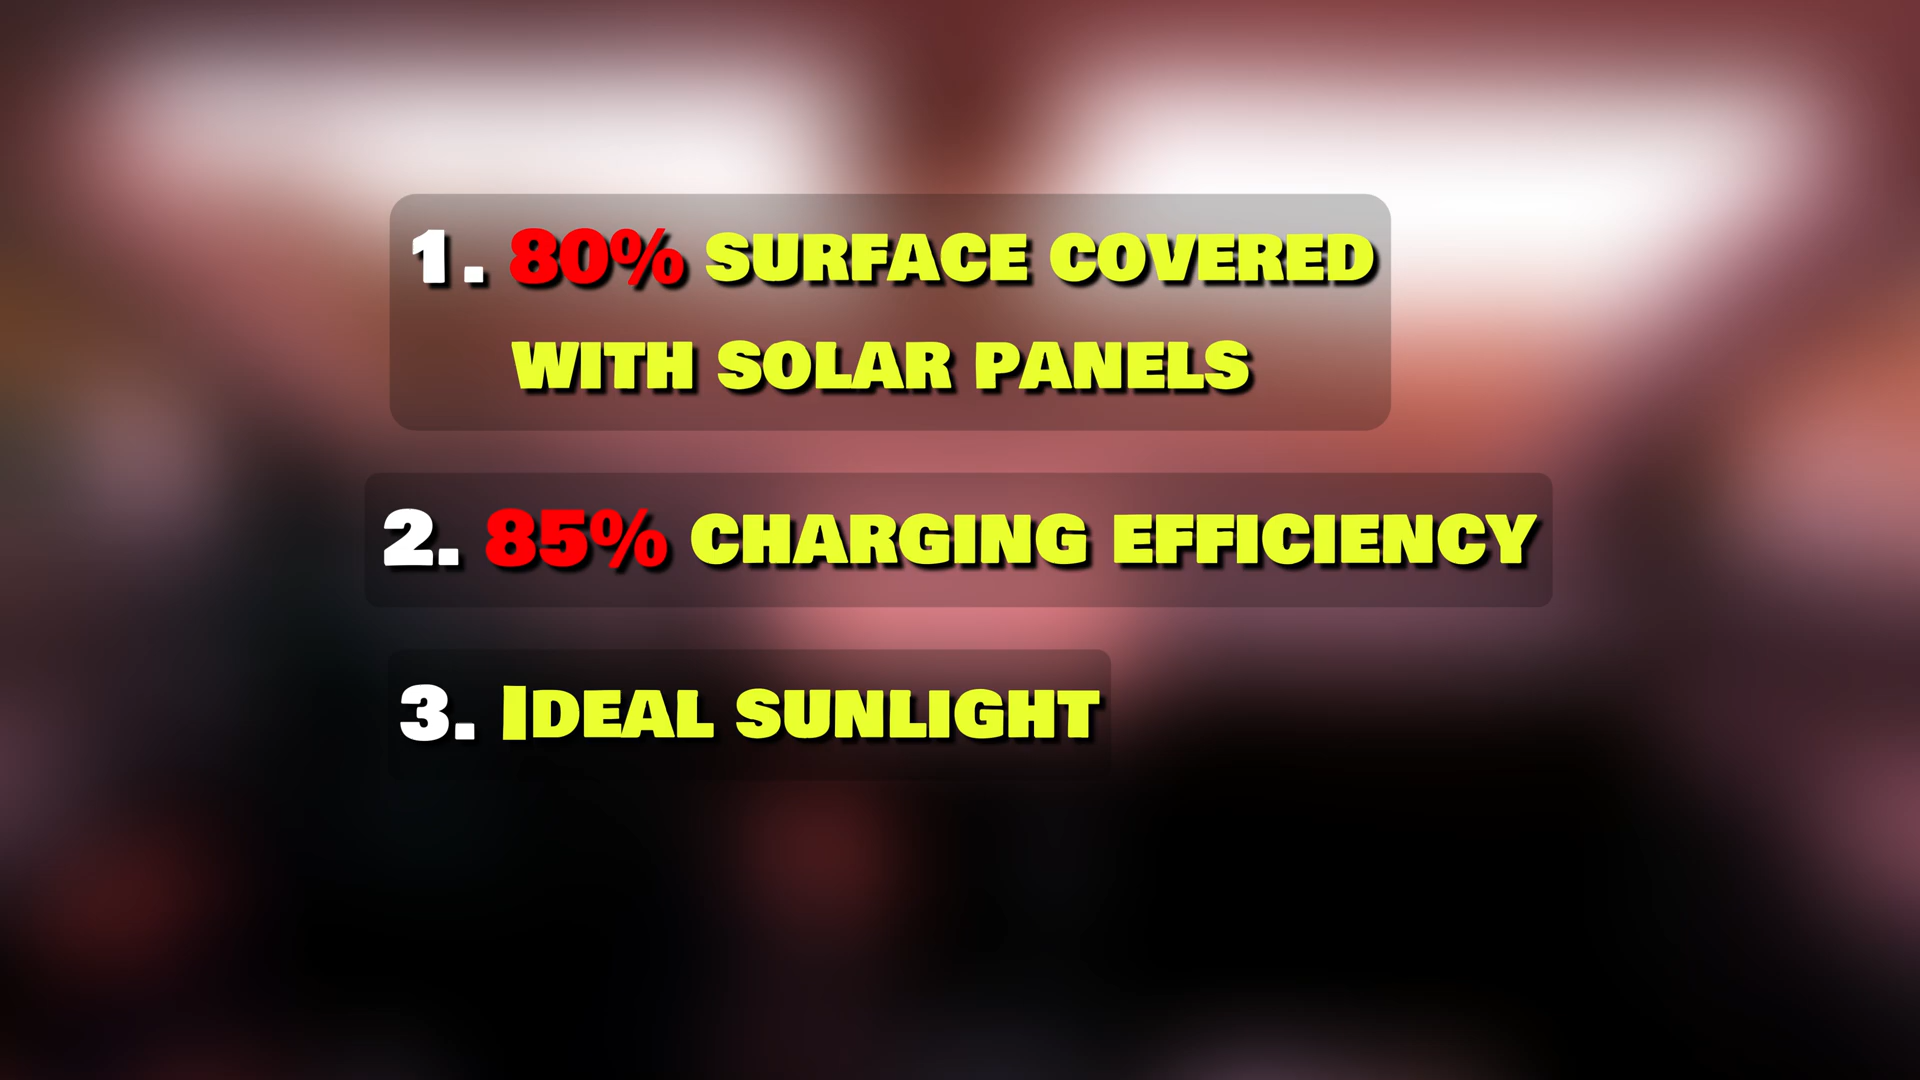 1. 80% SURFACE COVERED
WITH SOLAR PANELS
2. 85% CHARGING EFFICIENCY
3. IDEAL SUNLIGHT